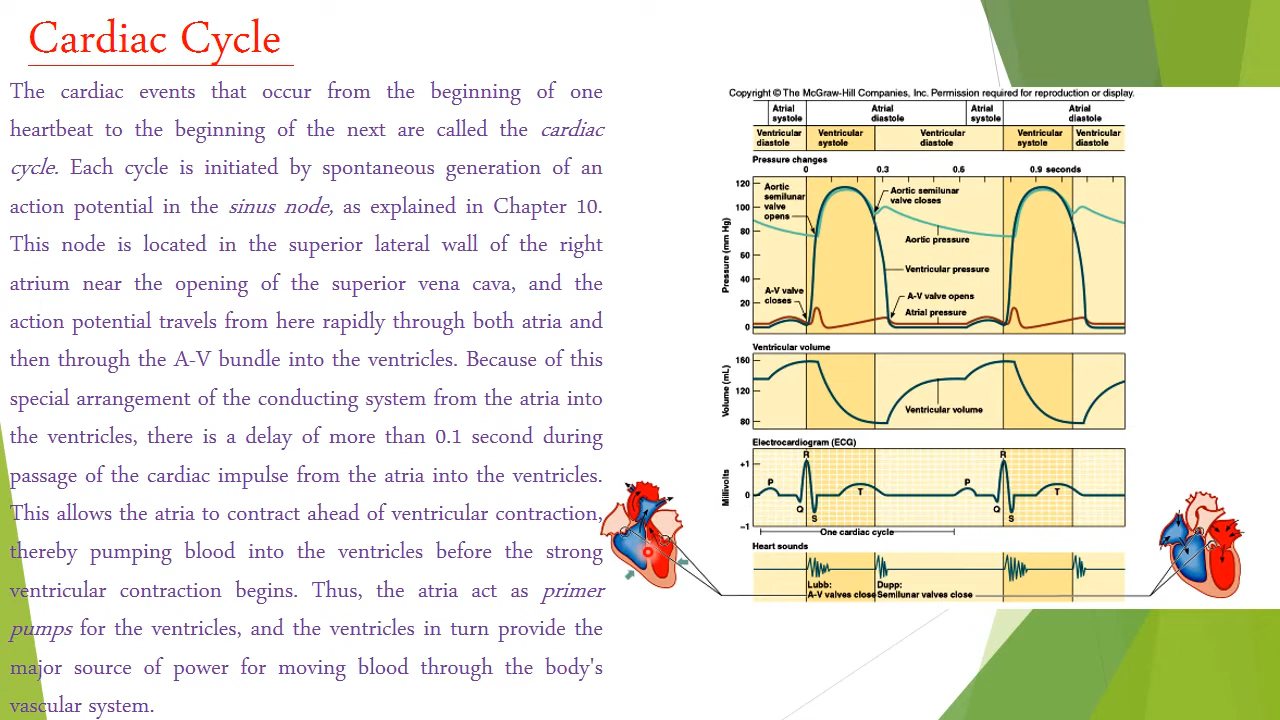 Cardiac Cycle
The cardiac events that occur from the beginning of one
heartbeat to the beginning of the next are called the cardiac
cycle. Each cycle is initiated by spontaneous generation of an
action potential in the sinus node, as explained in Chapter 10.
This node is located in the superior lateral wall of the right
atrium near the opening of the superior vena cava, and the
action potential travels from here rapidly through both atria and
then through the A-V bundle into the ventricles. Because of this
special arrangement of the conducting system from the atria into
the ventricles, there is a delay of more than 0.1 second during
passage of the cardiac impulse from the atria into the ventricles.
This allows the atria to contract ahead of ventricular contraction,
thereby pumping blood into the ventricles before the strong
ventricular contraction begins. Thus, the atria act as primer
pumps for the ventricles, and the ventricles in turn provide the
major source of power for moving blood through the body's
vascular system.
Copyright © The McGraw-Hill Companies, Inc. Permission required for reproduction or display.
Atrial systole
Atrial diastole
Atrial systole
Atrial diastole
Ventricular diastole
Ventricular systole
Ventricular diastole
Ventricular systole
Ventricular diastole
Pressure changes
0 0.3 0.6 0.9 seconds
Pressure (mm Hg)
120
100
80
60
40
20
0
Aortic
semilunar
valve
opens
Aortic semilunar
valve closes
Aortic pressure
Ventricular pressure
A-V valve
closes
A-V valve opens
Atrial pressure
Ventricular volume
Volume (mL)
160
120
80
Ventricular volume
Electrocardiogram (ECG)
Millivolts
+1
0
−1
P Q R S T P Q R S T
One cardiac cycle
Heart sounds
Lubb:
A-V valves close
Dupp:
Semilunar valves close